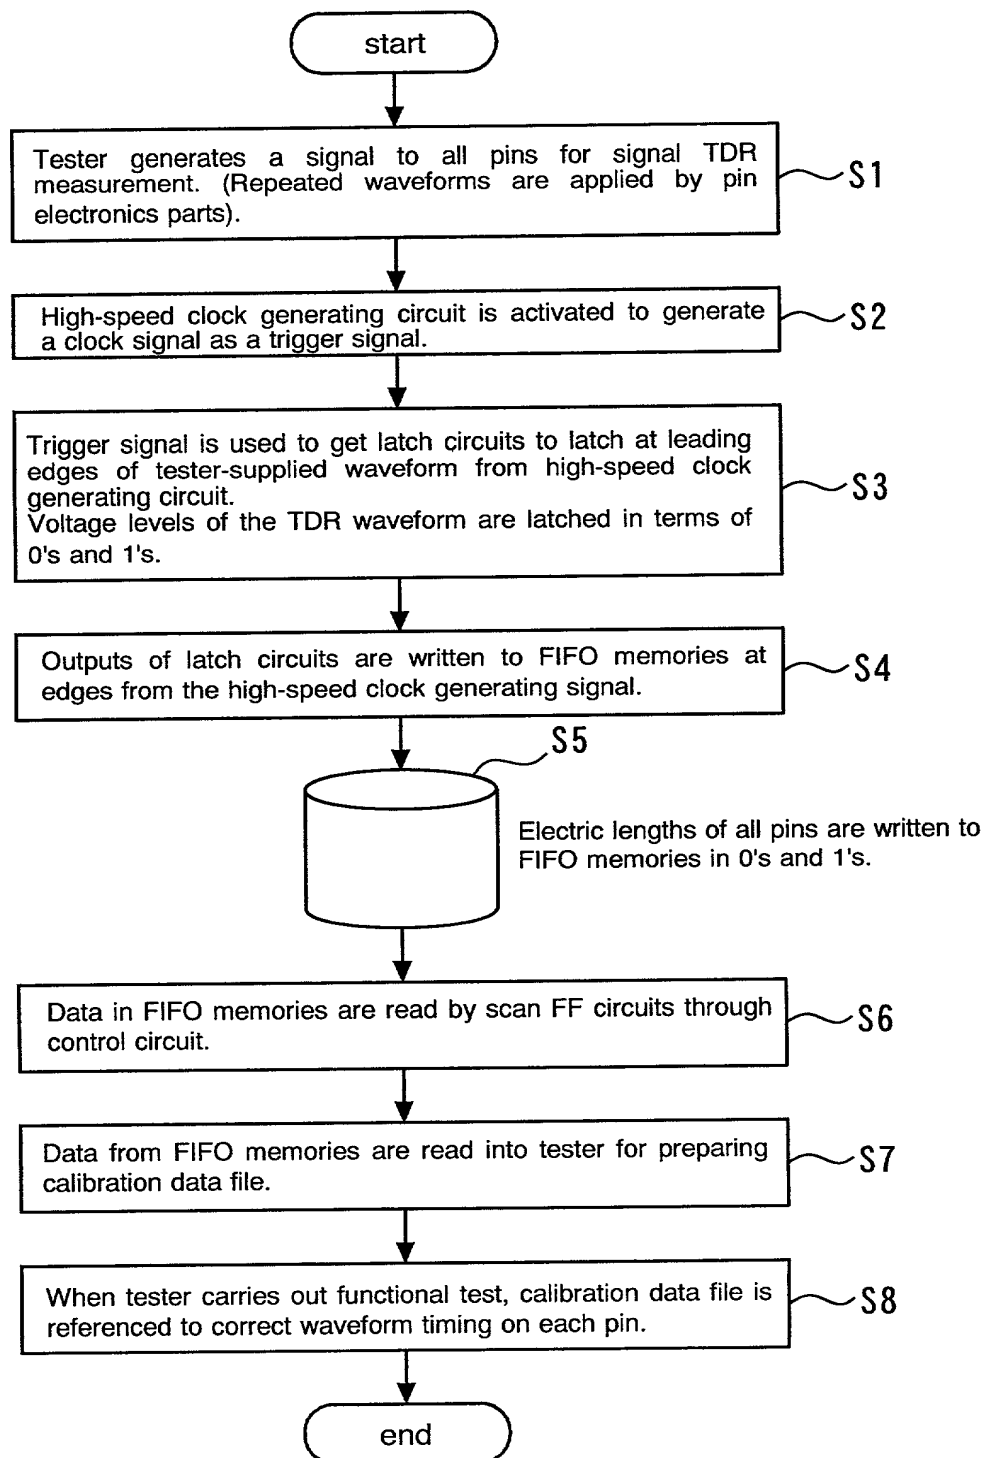 start
Tester generates a signal to all pins for signal TDR
measurement. (Repeated waveforms are applied by pin
electronics parts).
S1
High-speed clock generating circuit is activated to generate
a clock signal as a trigger signal.
S2
Trigger signal is used to get latch circuits to latch at leading
edges of tester-supplied waveform from high-speed clock
generating circuit.
Voltage levels of the TDR waveform are latched in terms of
0's and 1's.
S3
Outputs of latch circuits are written to FIFO memories at
edges from the high-speed clock generating signal.
S4
S5
Electric lengths of all pins are written to
FIFO memories in 0's and 1's.
Data in FIFO memories are read by scan FF circuits through
control circuit.
S6
Data from FIFO memories are read into tester for preparing
calibration data file.
S7
When tester carries out functional test, calibration data file is
referenced to correct waveform timing on each pin.
S8
end